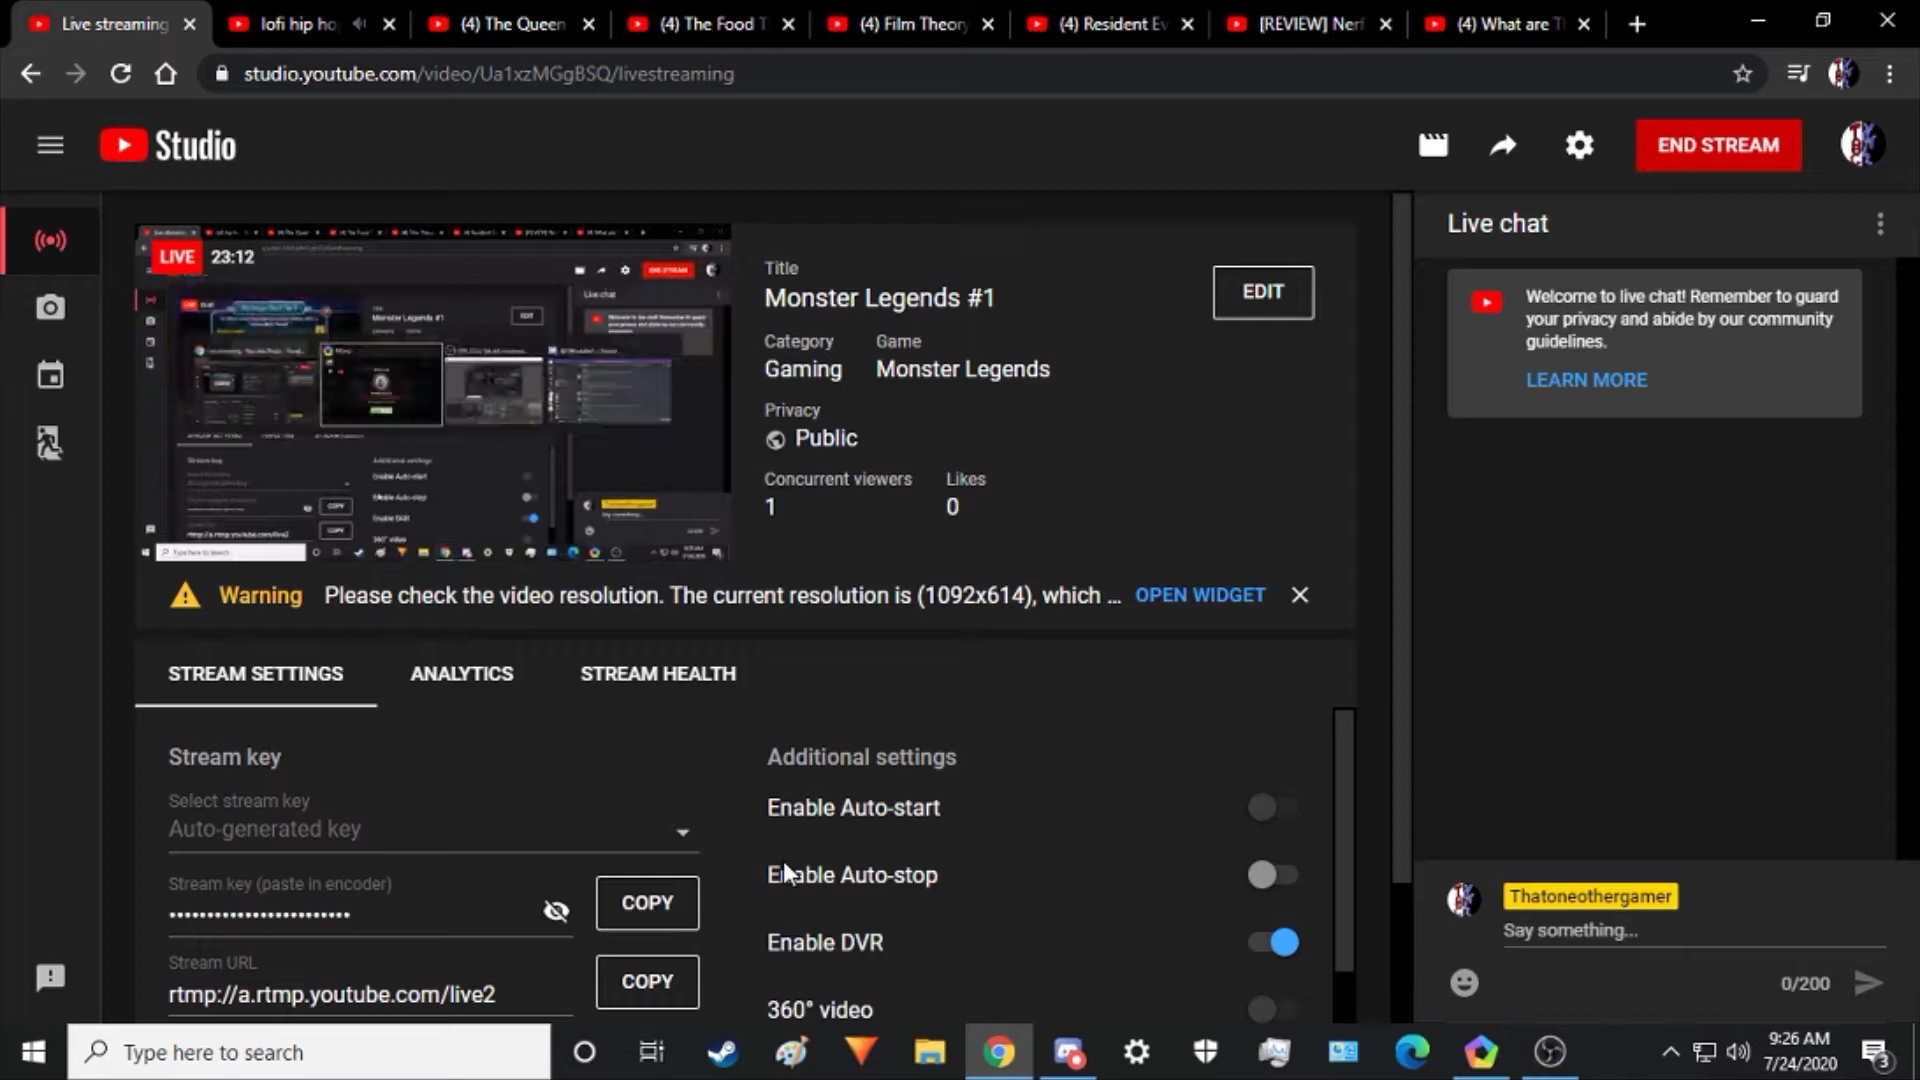 Live streaming
lofi hip ho
(4) The Queen
(4) The Food T
(4) Film Theory
(4) Resident Ev
[REVIEW] Nerf
(4) What are T
studio.youtube.com/video/Ua1xzMGgBSQ/livestreaming
Studio
END STREAM
LIVE 23:12
Title
Monster Legends #1
EDIT
Category Game
Gaming Monster Legends
Privacy
Public
Concurrent viewers Likes
1 0
Warning Please check the video resolution. The current resolution is (1092x614), which ... OPEN WIDGET
STREAM SETTINGS ANALYTICS STREAM HEALTH
Stream key
Select stream key
Auto-generated key
Stream key (paste in encoder)
••••••••••••••••••••••••
COPY
Stream URL
rtmp://a.rtmp.youtube.com/live2
COPY
Additional settings
Enable Auto-start
Enable Auto-stop
Enable DVR
360° video
Live chat
Welcome to live chat! Remember to guard
your privacy and abide by our community
guidelines.
LEARN MORE
Thatoneothergamer
Say something...
0/200
Type here to search
9:26 AM
7/24/2020
3